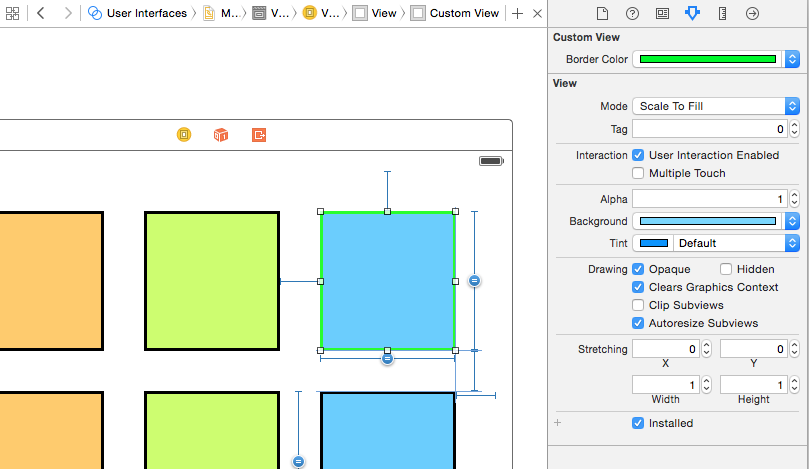 User Interfaces M... V... V... View Custom View
Custom View
Border Color
View
Mode Scale To Fill
Tag 0
Interaction User Interaction Enabled
Multiple Touch
Alpha 1
Background
Tint Default
Drawing Opaque Hidden
Clears Graphics Context
Clip Subviews
Autoresize Subviews
Stretching 0 0
X Y
1 1
Width Height
Installed